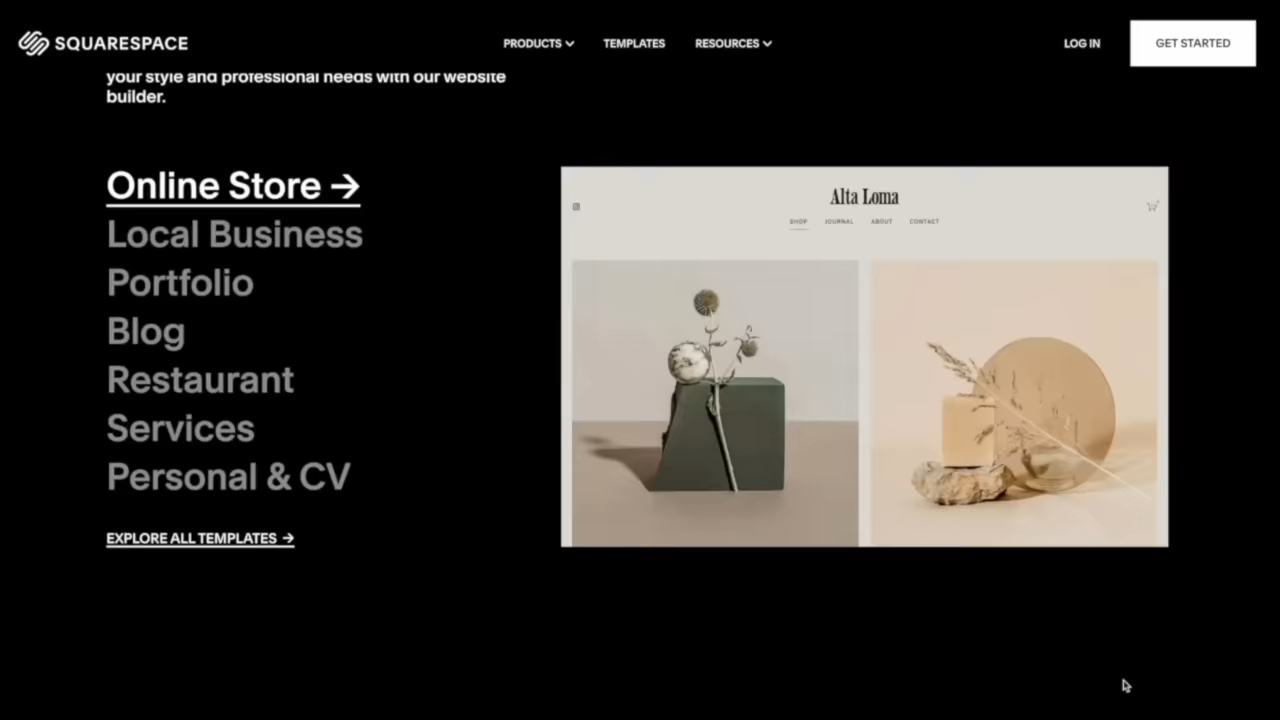 SQUARESPACE
PRODUCTS
TEMPLATES
RESOURCES
LOG IN
GET STARTED
your style and professional needs with our website
builder.
Online Store →
Local Business
Portfolio
Blog
Restaurant
Services
Personal & CV
EXPLORE ALL TEMPLATES →
Alta Loma
SHOP JOURNAL ABOUT CONTACT